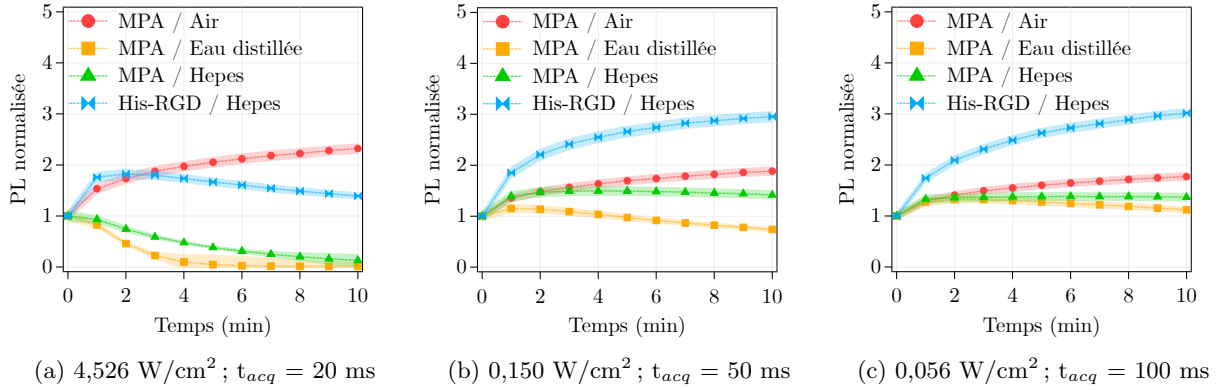 5
4
3
2
1
0
PL normalisée
MPA / Air
MPA / Eau distillée
MPA / Hepes
His-RGD / Hepes
0 2 4 6 8 10
Temps (min)
(a) 4,526 W/cm² ; t_acq = 20 ms
5
4
3
2
1
0
PL normalisée
MPA / Air
MPA / Eau distillée
MPA / Hepes
His-RGD / Hepes
0 2 4 6 8 10
Temps (min)
(b) 0,150 W/cm² ; t_acq = 50 ms
5
4
3
2
1
0
PL normalisée
MPA / Air
MPA / Eau distillée
MPA / Hepes
His-RGD / Hepes
0 2 4 6 8 10
Temps (min)
(c) 0,056 W/cm² ; t_acq = 100 ms